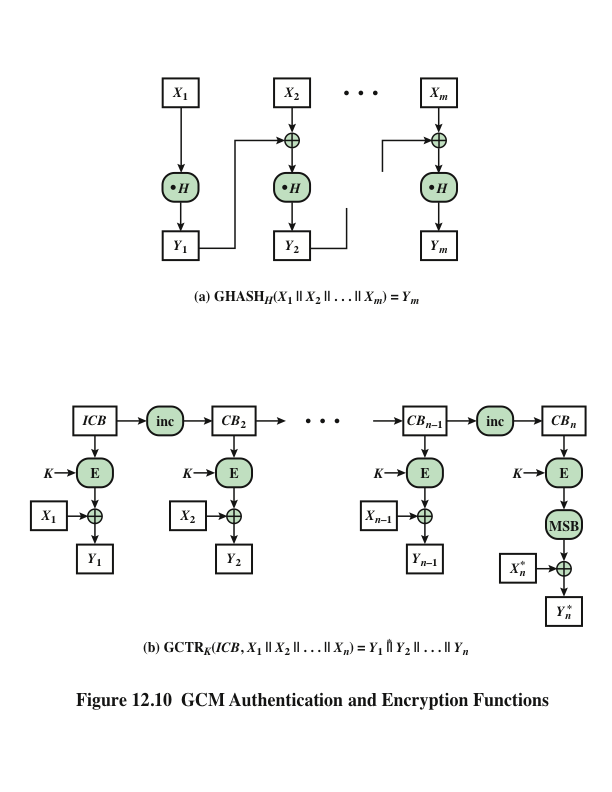 X1 X2 • • • Xm
•H •H •H
Y1 Y2 Ym
(a) GHASHH(X1 || X2 || . . . || Xm) = Ym
ICB inc CB2 • • • CBn–1 inc CBn
K E K E K E K E
X1 X2 Xn–1 MSB
Y1 Y2 Yn–1 Xn*
Yn*
(b) GCTRK(ICB, X1 || X2 || . . . || Xn) = Y1 || Y2 || . . . || Yn
Figure 12.10 GCM Authentication and Encryption Functions